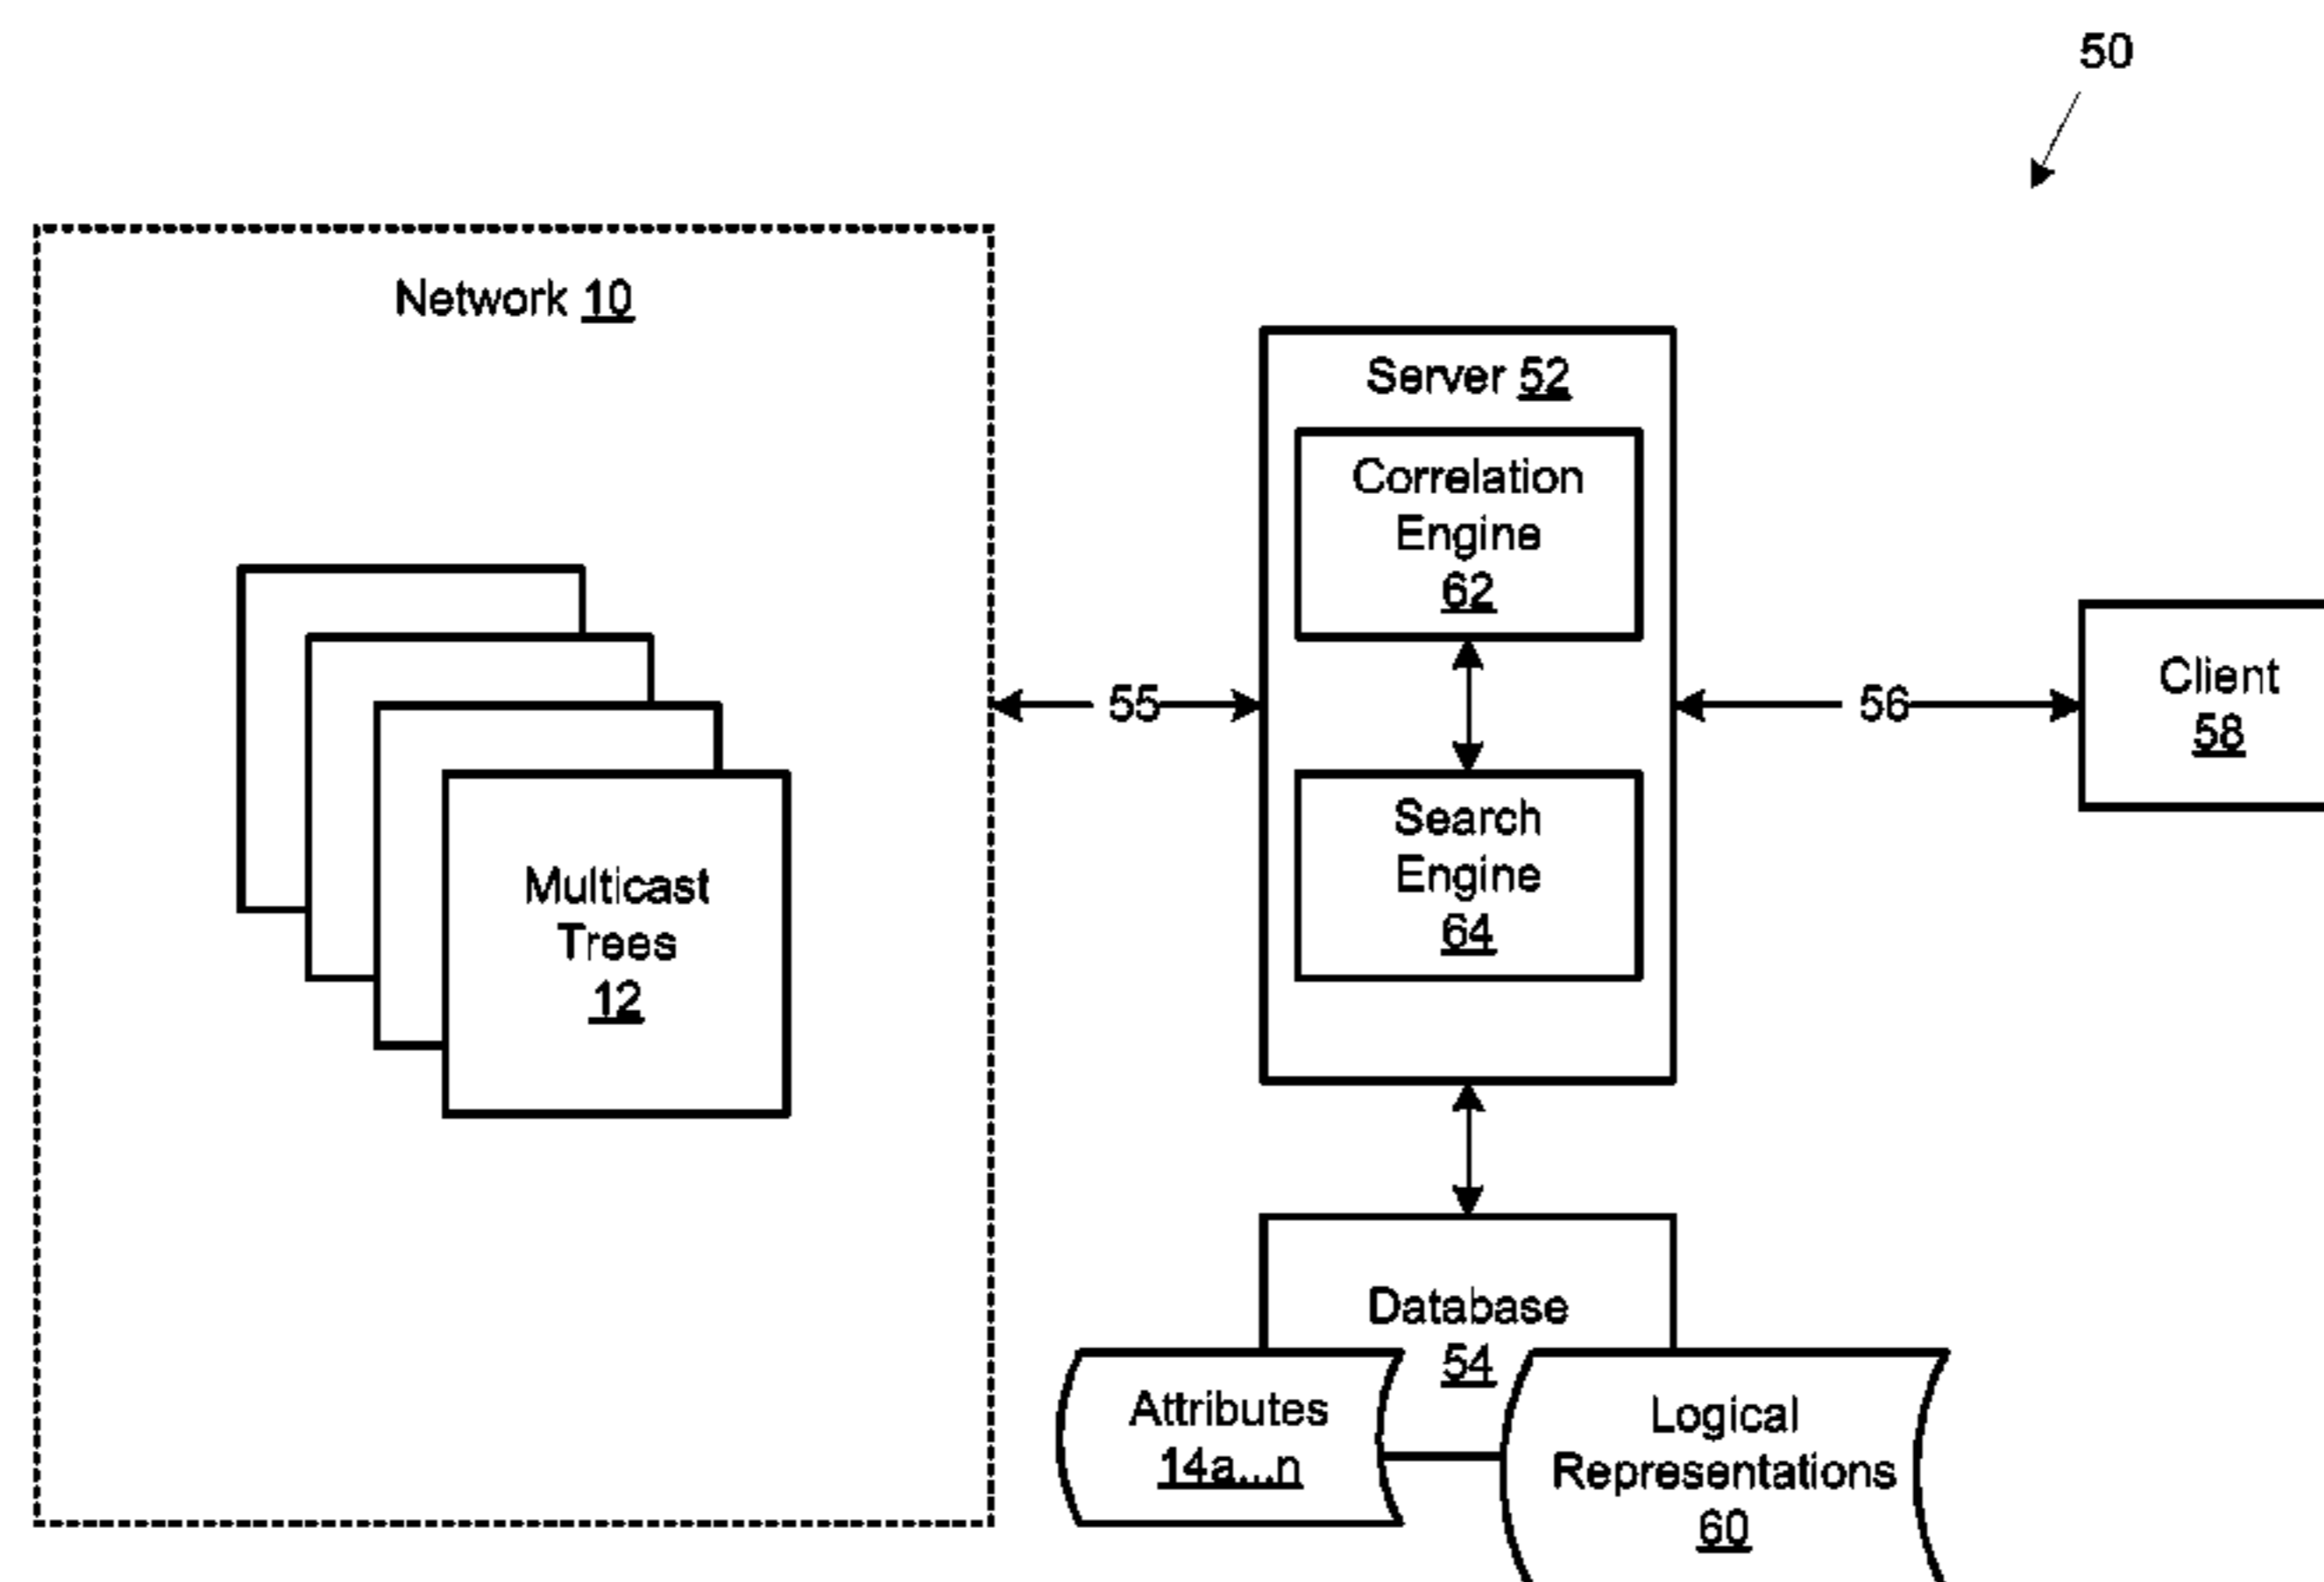 50
Network 10
Server 52
Correlation
Engine
62
55
56
Client
58
Search
Engine
64
Multicast
Trees
12
Database
54
Attributes
14a...n
Logical
Representations
60